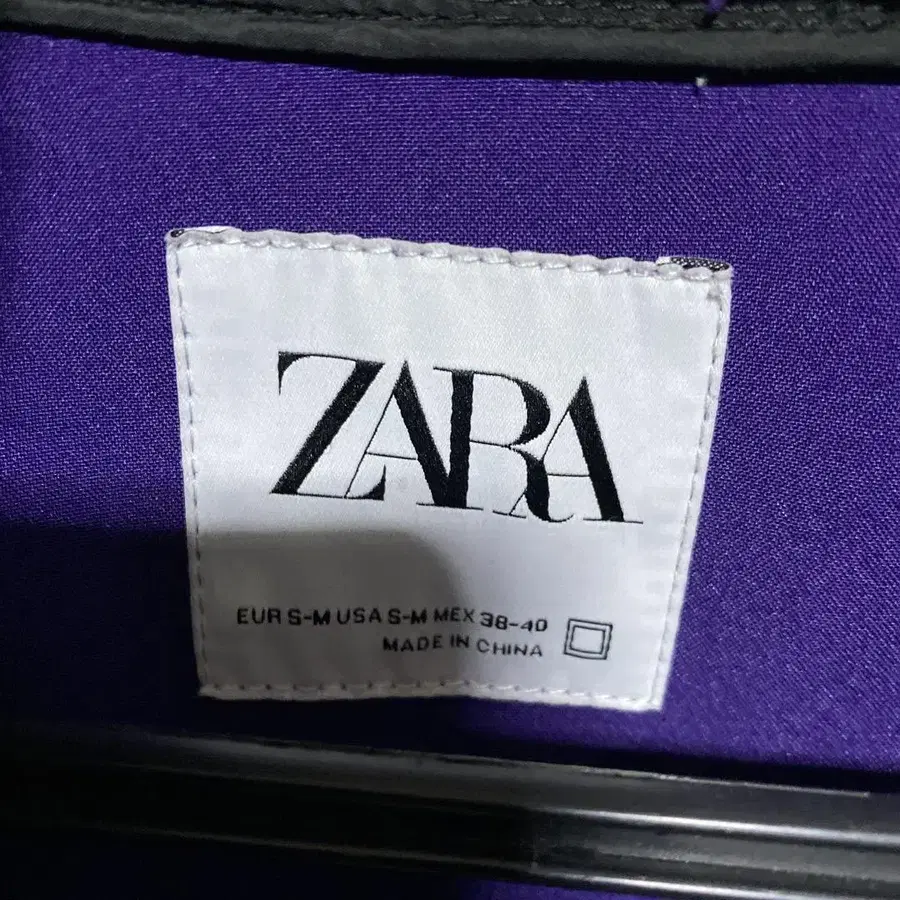 ZARA
EUR S-M USA S-M MEX 38-40
MADE IN CHINA